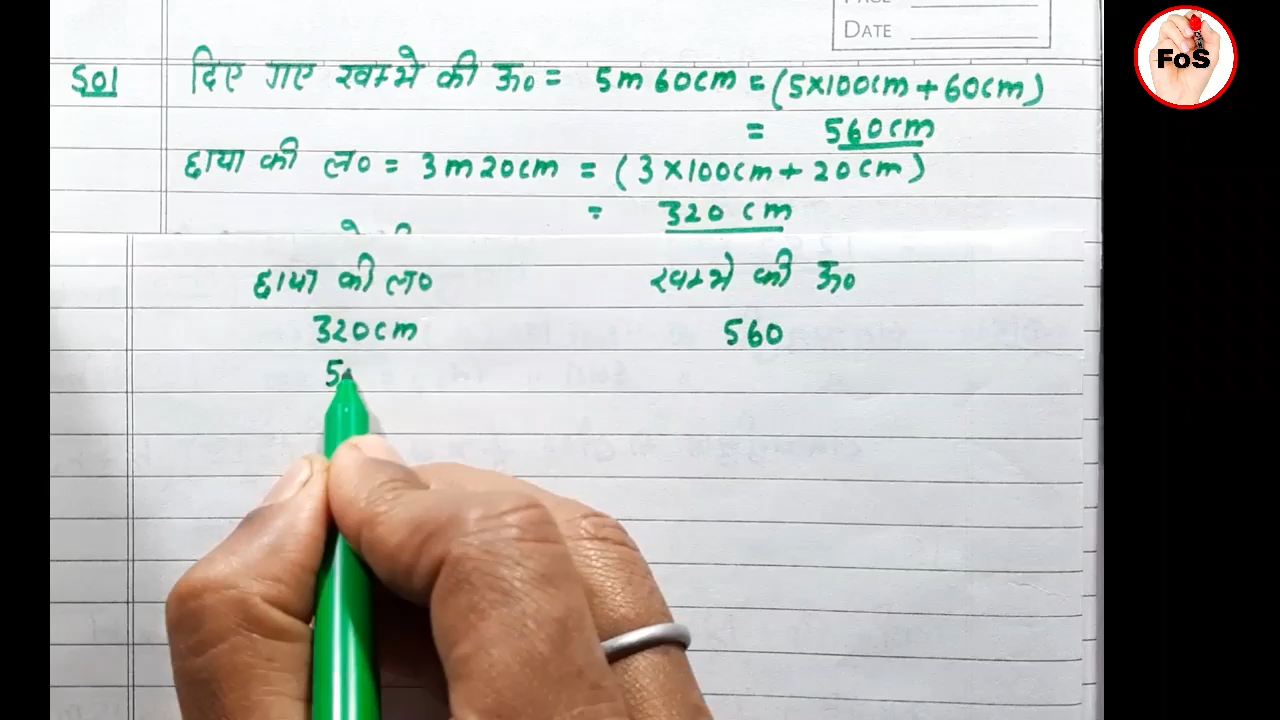 DATE
FoS
Sol दिए गए खम्भे की ऊ० = 5m 60cm = (5×100cm + 60cm)
= 560cm
छाया की ल० = 3m 20cm = (3×100cm + 20cm)
= 320 cm
छाया की ल० खम्भे की ऊ०
320cm 560
5